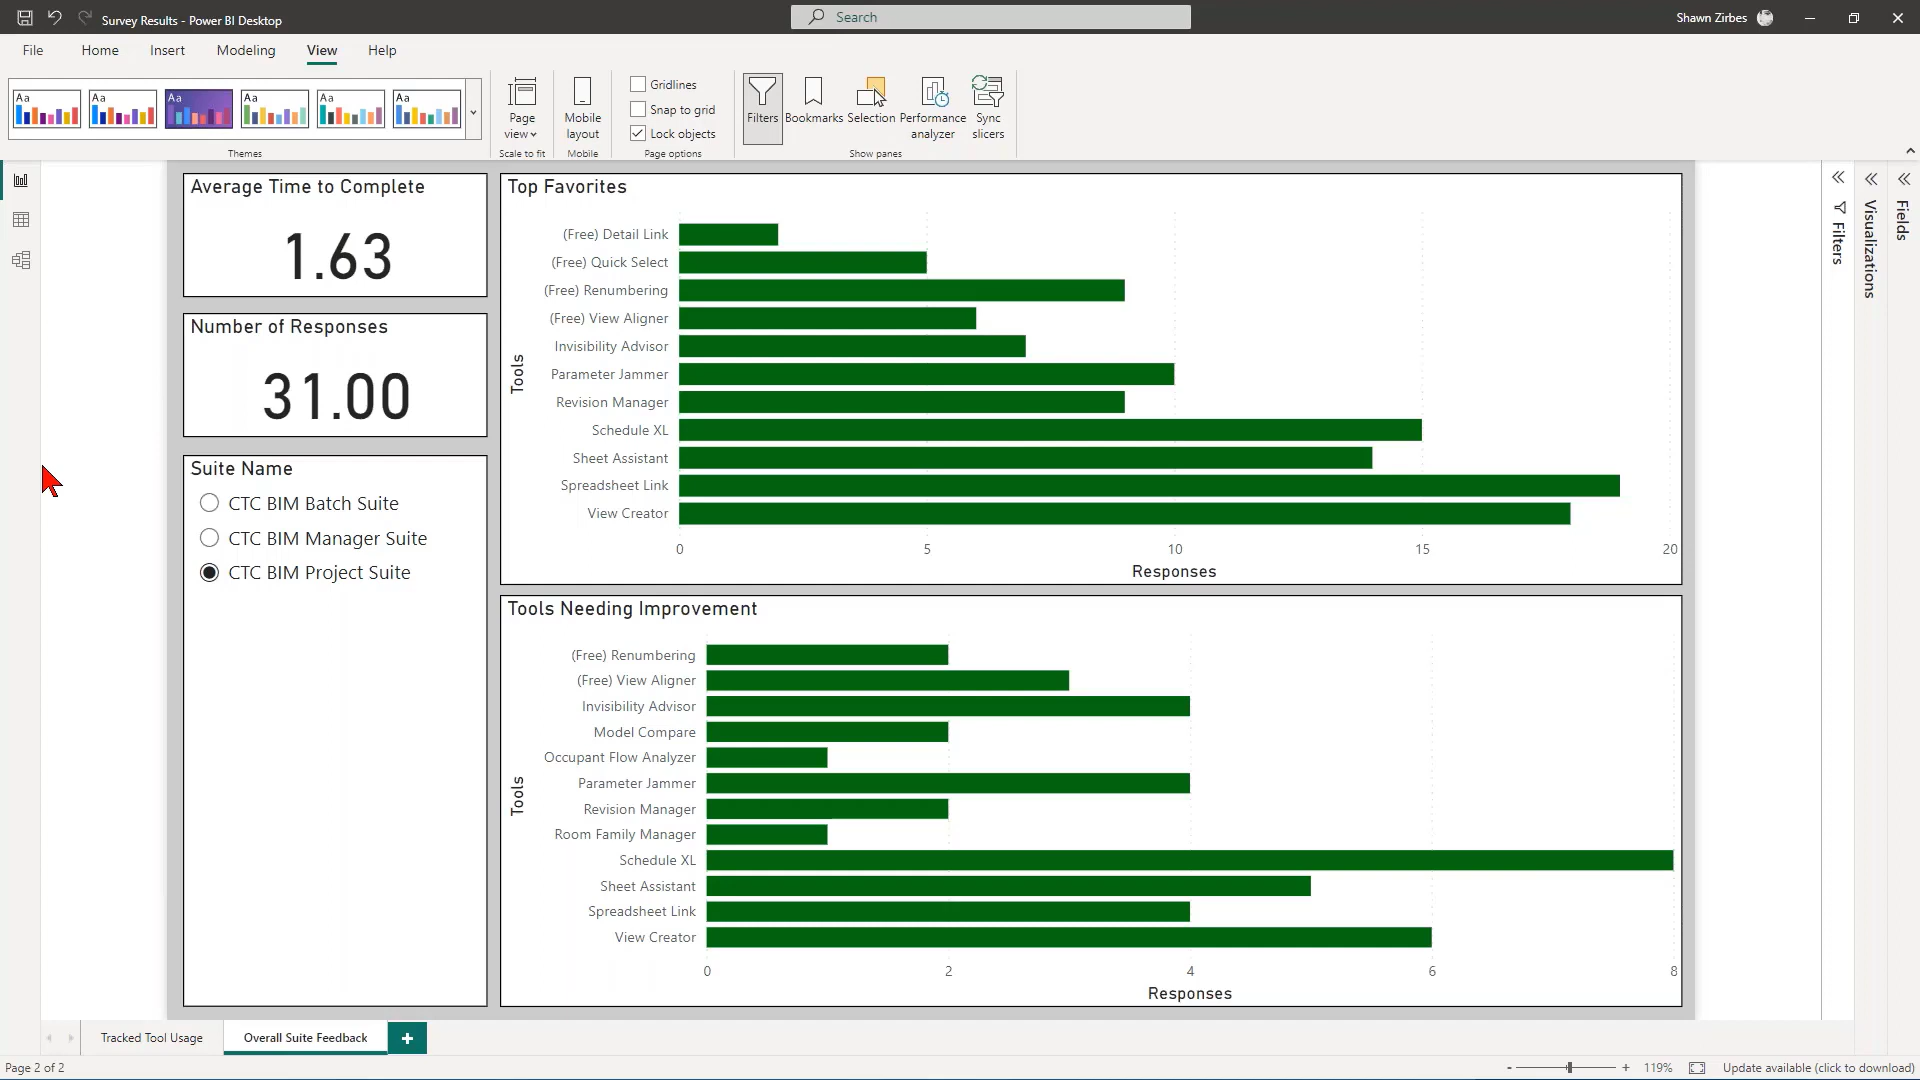 Survey Results - Power BI Desktop
Search
Shawn Zirbes
File
Home
Insert
Modeling
View
Help
Aa
Aa
Aa
Aa
Aa
Aa
Themes
Page view
Scale to fit
Mobile layout
Mobile
Gridlines
Snap to grid
Lock objects
Page options
Filters
Bookmarks
Selection
Performance analyzer
Sync slicers
Show panes
Average Time to Complete
1.63
Number of Responses
31.00
Suite Name
CTC BIM Batch Suite
CTC BIM Manager Suite
CTC BIM Project Suite
Top Favorites
Tools
(Free) Detail Link
(Free) Quick Select
(Free) Renumbering
(Free) View Aligner
Invisibility Advisor
Parameter Jammer
Revision Manager
Schedule XL
Sheet Assistant
Spreadsheet Link
View Creator
0 5 10 15 20
Responses
Tools Needing Improvement
Tools
(Free) Renumbering
(Free) View Aligner
Invisibility Advisor
Model Compare
Occupant Flow Analyzer
Parameter Jammer
Revision Manager
Room Family Manager
Schedule XL
Sheet Assistant
Spreadsheet Link
View Creator
0 2 4 6 8
Responses
Filters
Visualizations
Fields
Tracked Tool Usage
Overall Suite Feedback
+
Page 2 of 2
- + 119%
Update available (click to download)